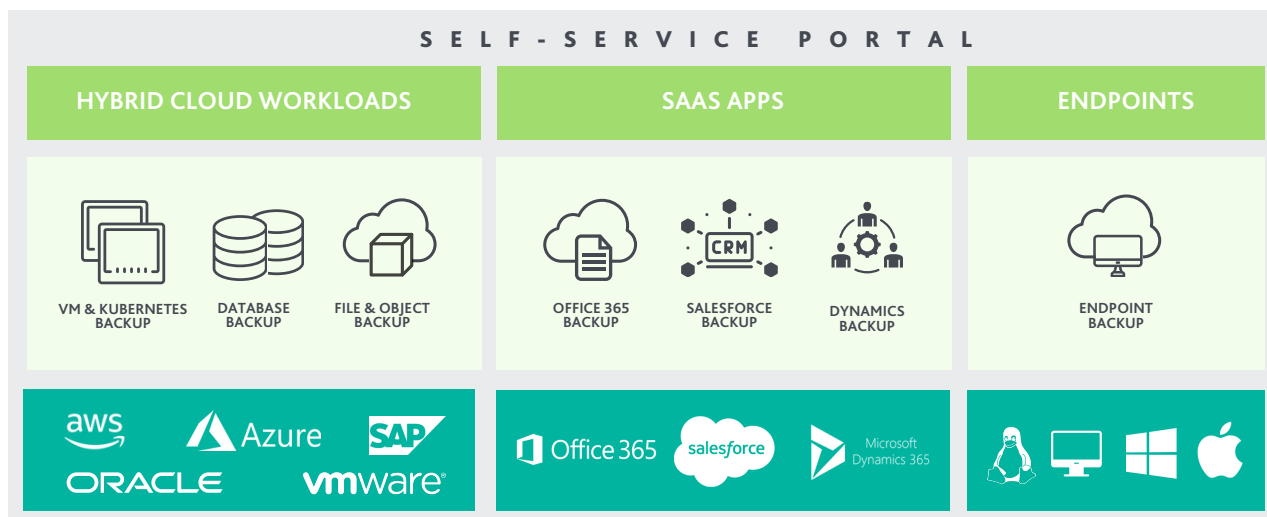 SELF-SERVICE PORTAL
HYBRID CLOUD WORKLOADS
SAAS APPS
ENDPOINTS
VM & KUBERNETES
BACKUP
DATABASE
BACKUP
FILE & OBJECT
BACKUP
OFFICE 365
BACKUP
CRM
SALESFORCE
BACKUP
DYNAMICS
BACKUP
ENDPOINT
BACKUP
aws
Azure
SAP
ORACLE
vmware®
Office 365
salesforce
Microsoft
Dynamics 365